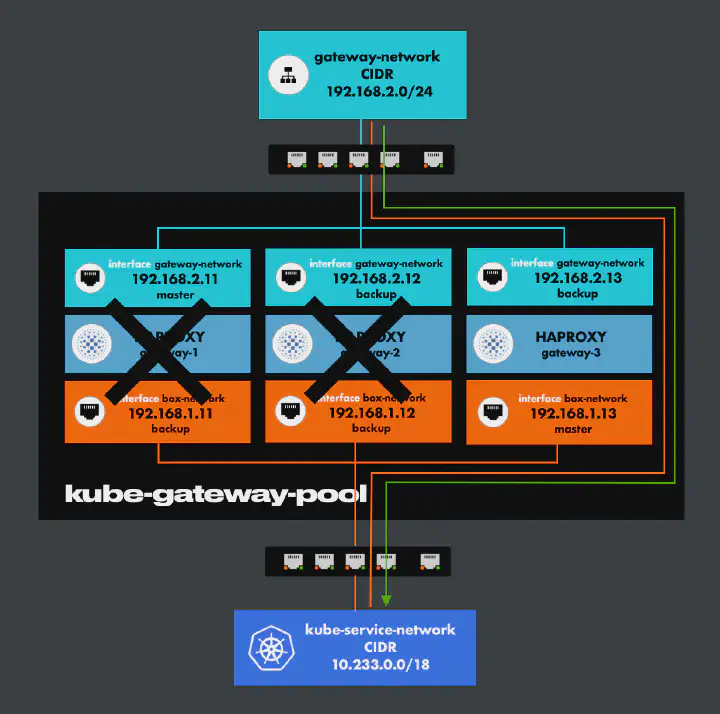 gateway-network
CIDR
192.168.2.0/24
interface gateway-network
192.168.2.11
master
interface gateway-network
192.168.2.12
backup
interface gateway-network
192.168.2.13
backup
HAPROXY
gateway-1
HAPROXY
gateway-2
HAPROXY
gateway-3
interface box-network
192.168.1.11
backup
interface box-network
192.168.1.12
backup
interface box-network
192.168.1.13
master
kube-gateway-pool
kube-service-network
CIDR
10.233.0.0/18